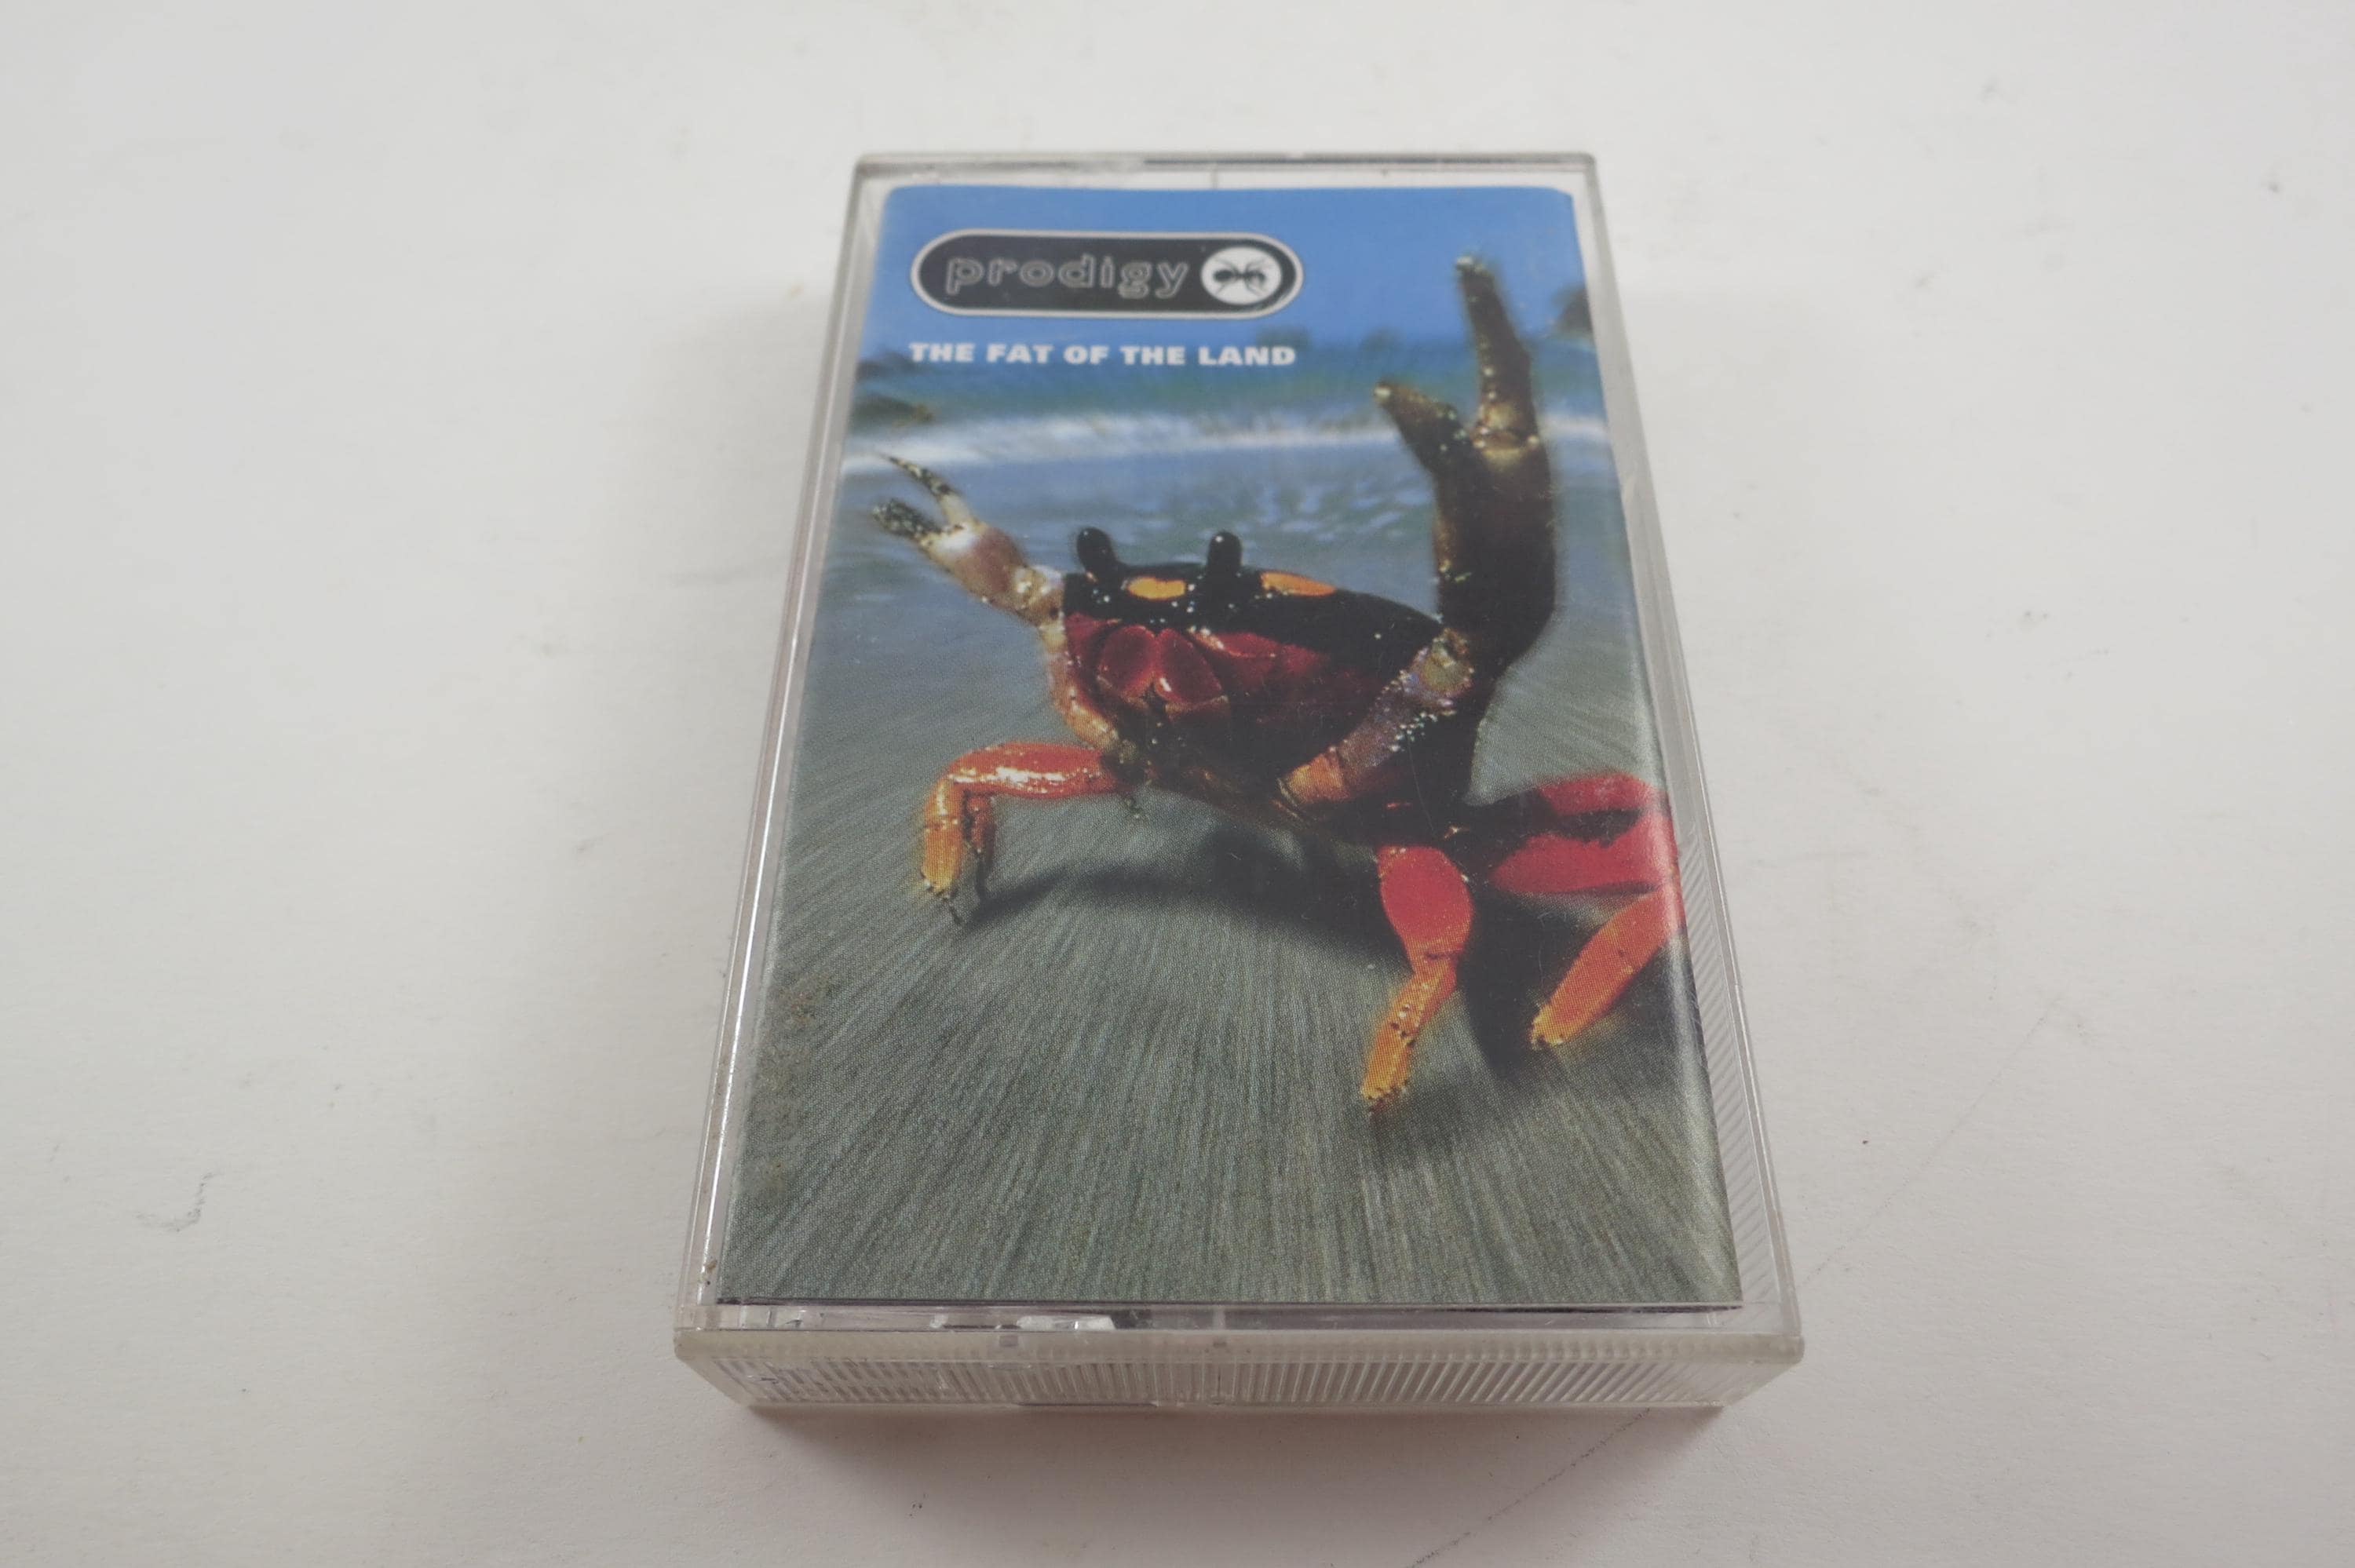 prodigy
THE FAT OF THE LAND